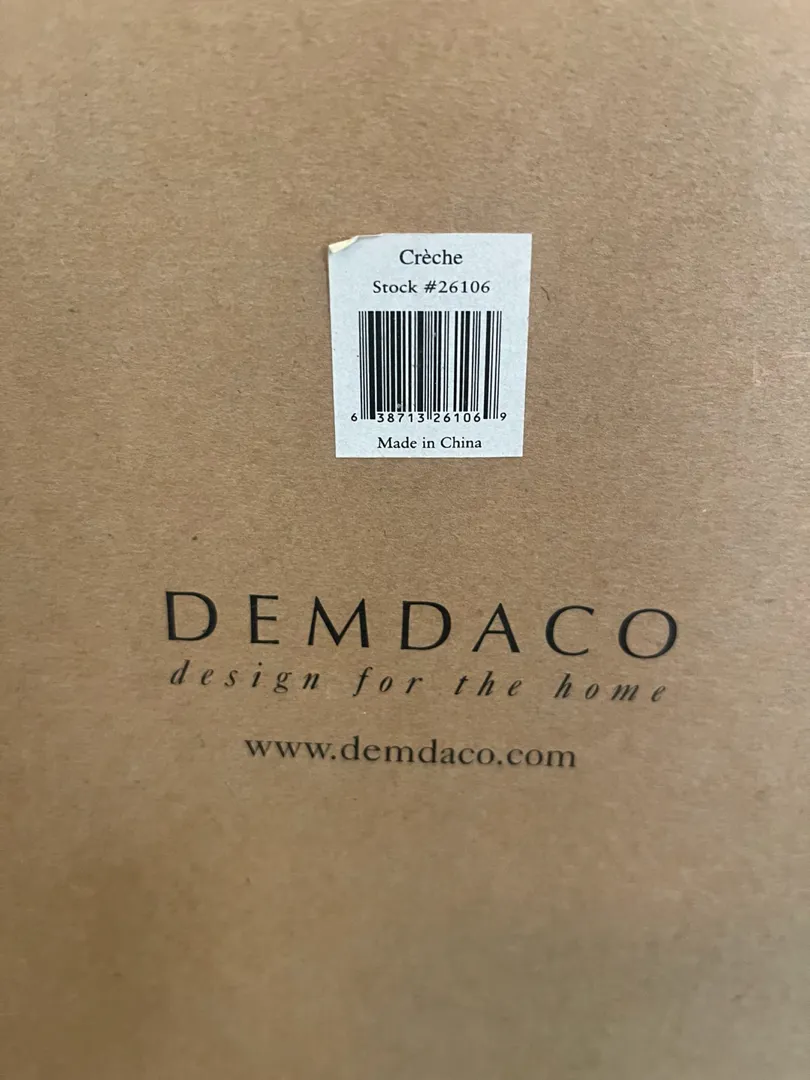 Crèche
Stock #26106
6 38713 26106 9
Made in China
DEMDACO
design for the home
www.demdaco.com